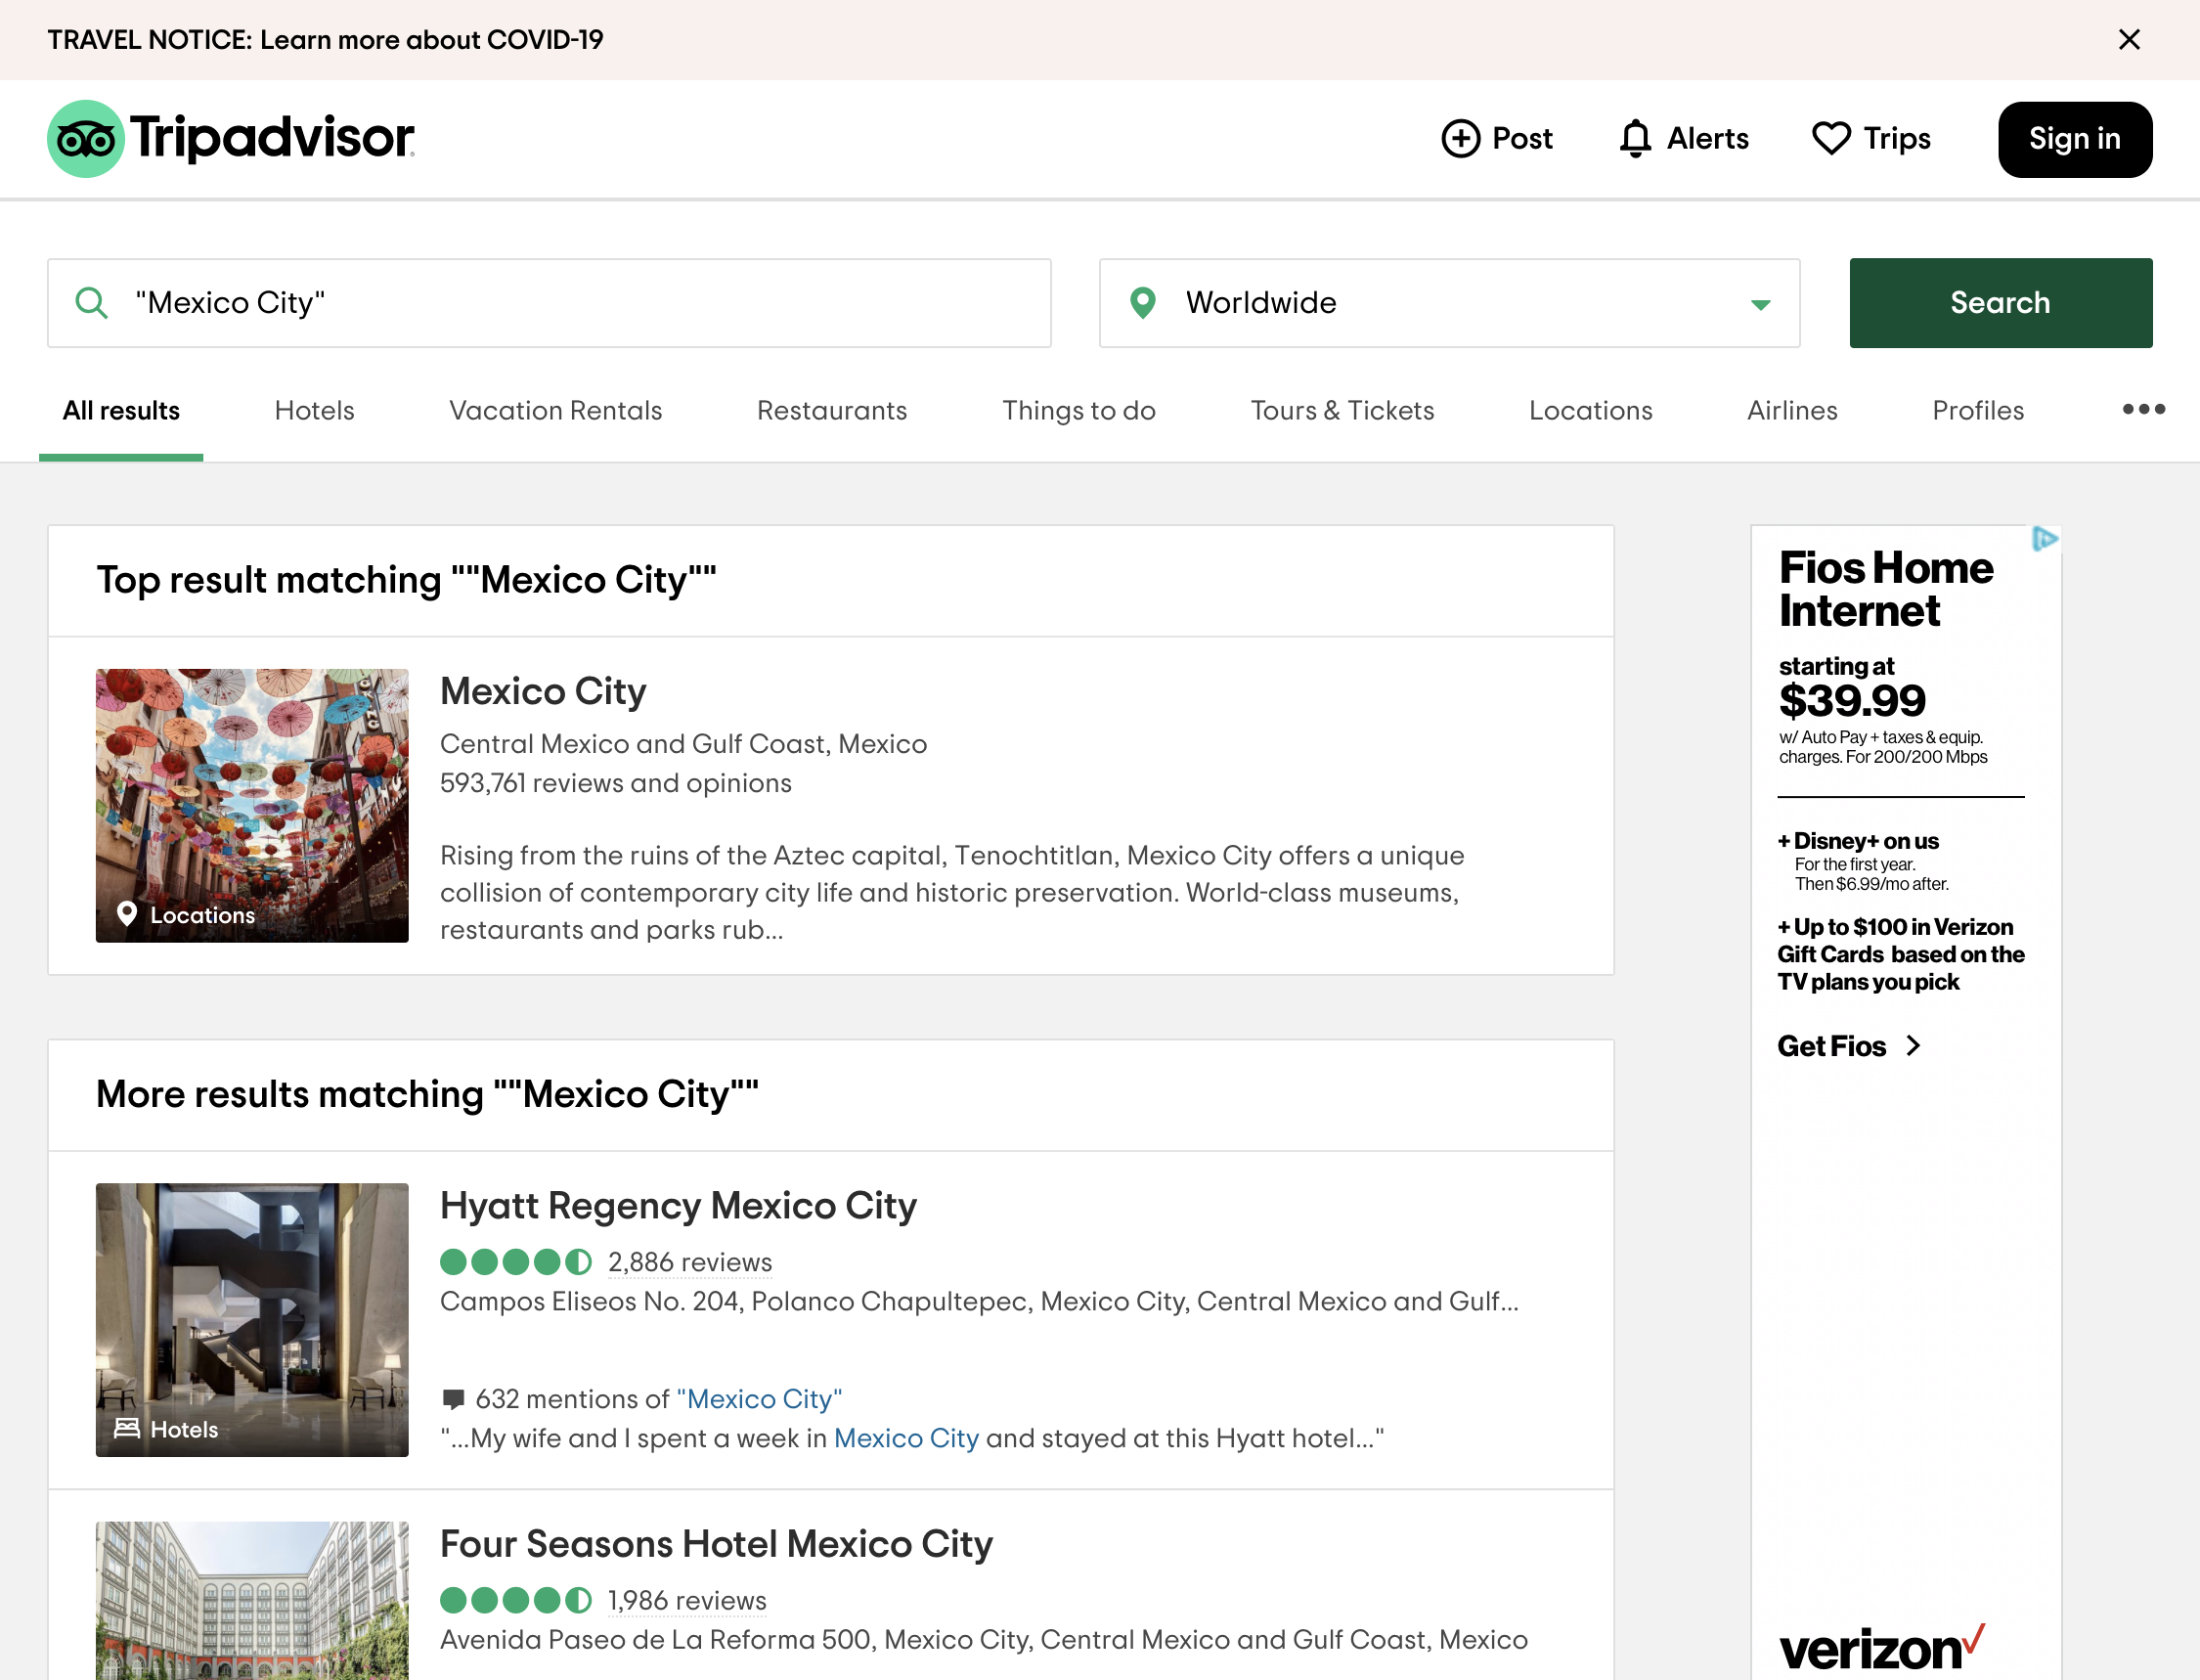 TRAVEL NOTICE: Learn more about COVID-19
Tripadvisor
Post
Alerts
Trips
Sign in
"Mexico City"
Worldwide
Search
All results
Hotels
Vacation Rentals
Restaurants
Things to do
Tours & Tickets
Locations
Airlines
Profiles
Top result matching ""Mexico City""
Locations
Mexico City
Central Mexico and Gulf Coast, Mexico
593,761 reviews and opinions
Rising from the ruins of the Aztec capital, Tenochtitlan, Mexico City offers a unique
collision of contemporary city life and historic preservation. World-class museums,
restaurants and parks rub...
More results matching ""Mexico City""
Hotels
Hyatt Regency Mexico City
2,886 reviews
Campos Eliseos No. 204, Polanco Chapultepec, Mexico City, Central Mexico and Gulf...
632 mentions of "Mexico City"
"...My wife and I spent a week in Mexico City and stayed at this Hyatt hotel..."
Four Seasons Hotel Mexico City
1,986 reviews
Avenida Paseo de La Reforma 500, Mexico City, Central Mexico and Gulf Coast, Mexico
Fios Home
Internet
starting at
$39.99
w/ Auto Pay + taxes & equip.
charges. For 200/200 Mbps
+ Disney+ on us
For the first year.
Then $6.99/mo after.
+ Up to $100 in Verizon
Gift Cards based on the
TV plans you pick
Get Fios
verizon